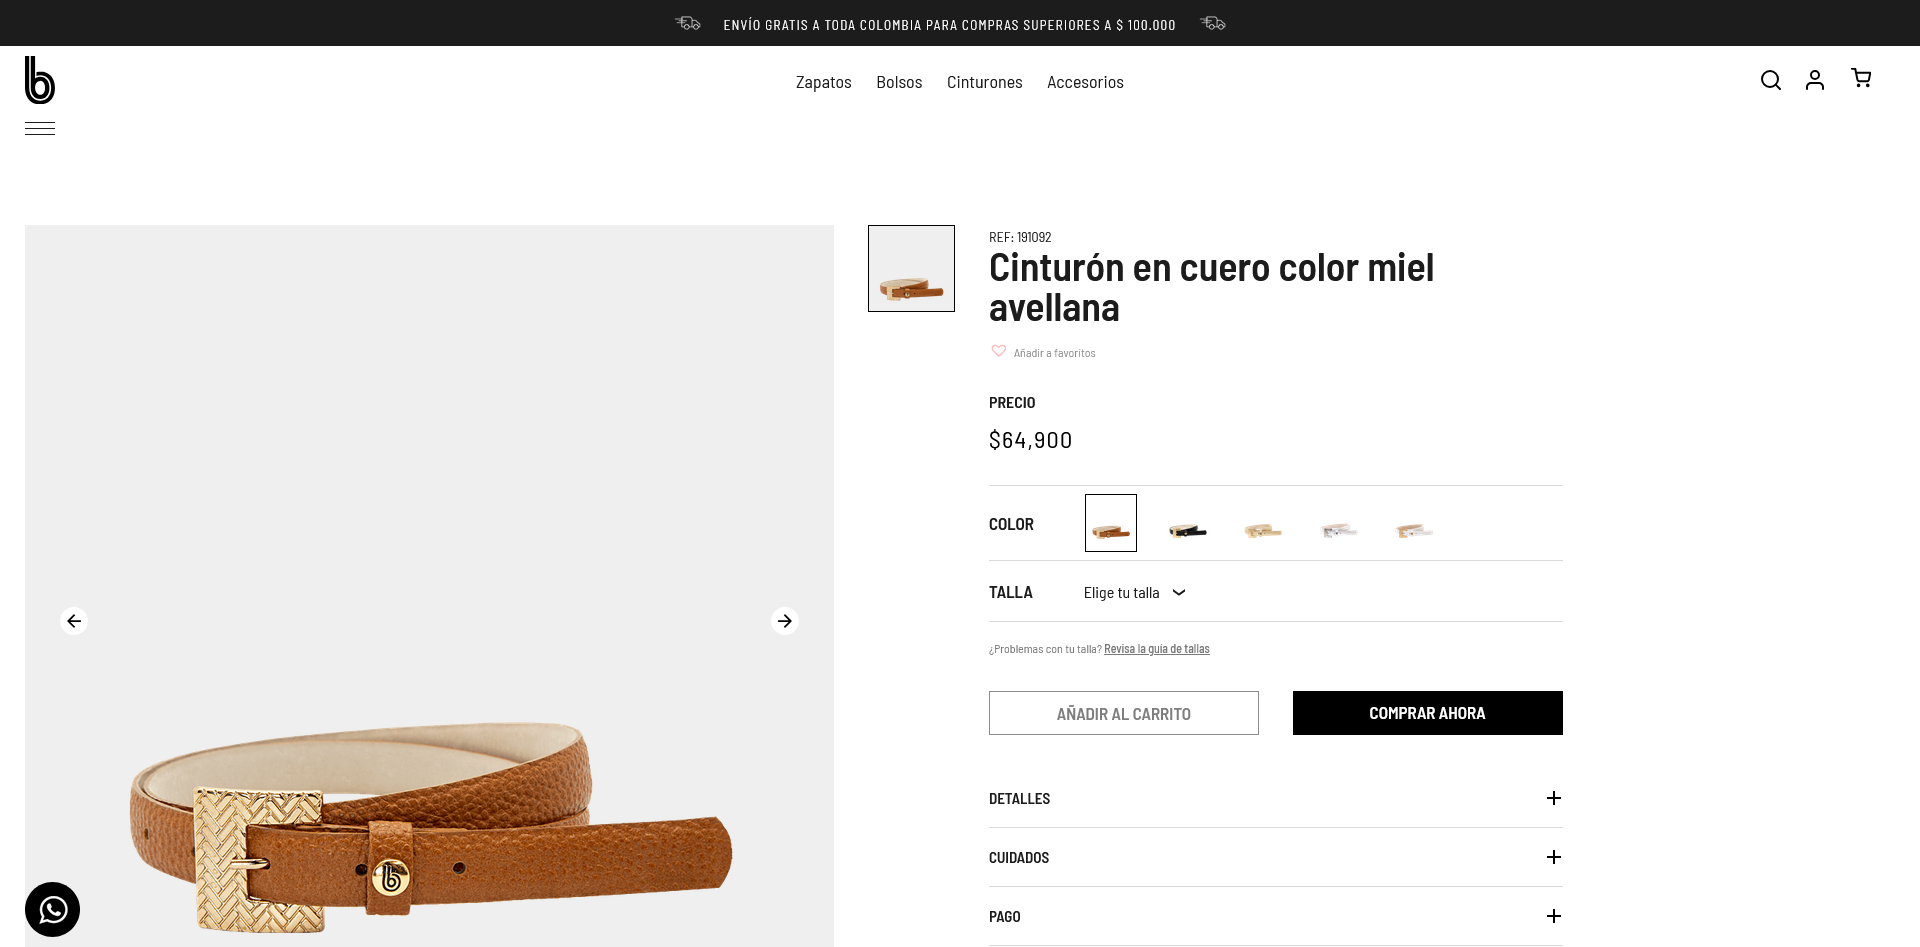 ENVÍO GRATIS A TODA COLOMBIA PARA COMPRAS SUPERIORES A $ 100.000
b
Zapatos Bolsos Cinturones Accesorios
REF: 191092
Cinturón en cuero color miel
avellana
Añadir a favoritos
PRECIO
$64,900
COLOR
TALLA Elige tu talla
¿Problemas con tu talla? Revisa la guía de tallas
AÑADIR AL CARRITO COMPRAR AHORA
DETALLES
CUIDADOS
PAGO
b